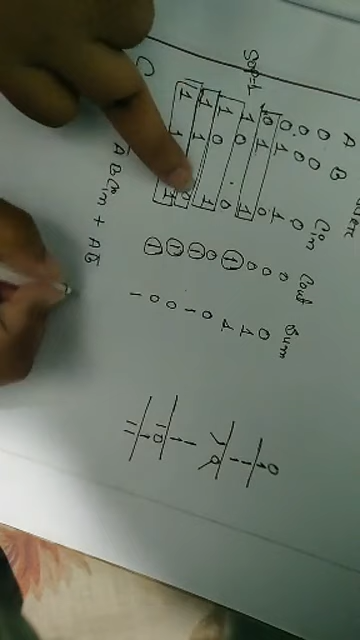 A B Cin Cout Sum
0 0 0 0 0
0 0 1 0 1
0 1 0 0 1
Step-1 0 1 1 1 0
1 0 0 0 1
1 0 1 1 0
1 1 0 1 0
1 1 1 1 1
C
A̅ B Cin + A B̅